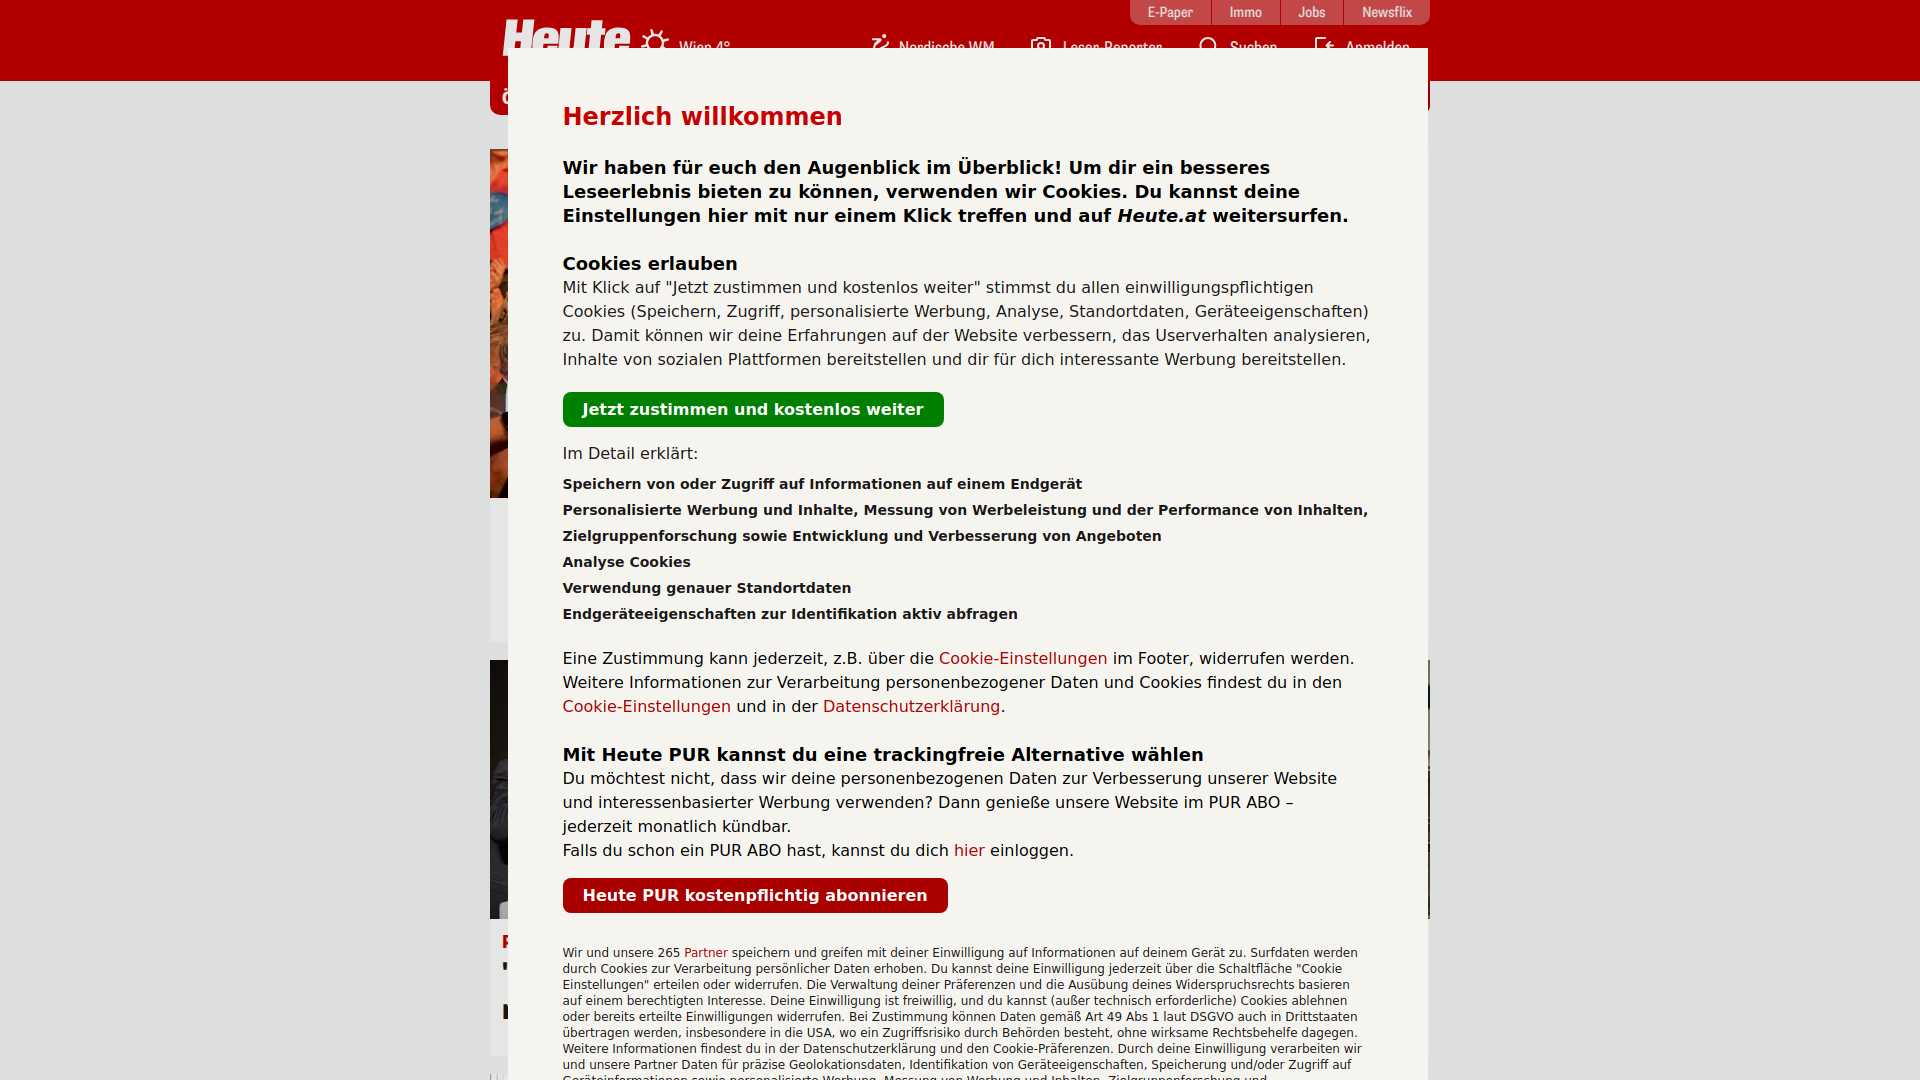 E-Paper
Immo
Jobs
Newsflix
Heute
Wien 4°
Nordische WM
Leser-Reporter
Suchen
Anmelden
Herzlich willkommen
Wir haben für euch den Augenblick im Überblick! Um dir ein besseres
Leseerlebnis bieten zu können, verwenden wir Cookies. Du kannst deine
Einstellungen hier mit nur einem Klick treffen und auf Heute.at weitersurfen.
Cookies erlauben
Mit Klick auf "Jetzt zustimmen und kostenlos weiter" stimmst du allen einwilligungspflichtigen
Cookies (Speichern, Zugriff, personalisierte Werbung, Analyse, Standortdaten, Geräteeigenschaften)
zu. Damit können wir deine Erfahrungen auf der Website verbessern, das Userverhalten analysieren,
Inhalte von sozialen Plattformen bereitstellen und dir für dich interessante Werbung bereitstellen.
Jetzt zustimmen und kostenlos weiter
Im Detail erklärt:
Speichern von oder Zugriff auf Informationen auf einem Endgerät
Personalisierte Werbung und Inhalte, Messung von Werbeleistung und der Performance von Inhalten,
Zielgruppenforschung sowie Entwicklung und Verbesserung von Angeboten
Analyse Cookies
Verwendung genauer Standortdaten
Endgeräteeigenschaften zur Identifikation aktiv abfragen
Eine Zustimmung kann jederzeit, z.B. über die Cookie-Einstellungen im Footer, widerrufen werden.
Weitere Informationen zur Verarbeitung personenbezogener Daten und Cookies findest du in den
Cookie-Einstellungen und in der Datenschutzerklärung.
Mit Heute PUR kannst du eine trackingfreie Alternative wählen
Du möchtest nicht, dass wir deine personenbezogenen Daten zur Verbesserung unserer Website
und interessenbasierter Werbung verwenden? Dann genieße unsere Website im PUR ABO –
jederzeit monatlich kündbar.
Falls du schon ein PUR ABO hast, kannst du dich hier einloggen.
Heute PUR kostenpflichtig abonnieren
Wir und unsere 265 Partner speichern und greifen mit deiner Einwilligung auf Informationen auf deinem Gerät zu. Surfdaten werden
durch Cookies zur Verarbeitung persönlicher Daten erhoben. Du kannst deine Einwilligung jederzeit über die Schaltfläche "Cookie
Einstellungen" erteilen oder widerrufen. Die Verwaltung deiner Präferenzen und die Ausübung deines Widerspruchsrechts basieren
auf einem berechtigten Interesse. Deine Einwilligung ist freiwillig, und du kannst (außer technisch erforderliche) Cookies ablehnen
oder bereits erteilte Einwilligungen widerrufen. Bei Zustimmung können Daten gemäß Art 49 Abs 1 laut DSGVO auch in Drittstaaten
übertragen werden, insbesondere in die USA, wo ein Zugriffsrisiko durch Behörden besteht, ohne wirksame Rechtsbehelfe dagegen.
Weitere Informationen findest du in der Datenschutzerklärung und den Cookie-Präferenzen. Durch deine Einwilligung verarbeiten wir
und unsere Partner Daten für präzise Geolokationsdaten, Identifikation von Geräteeigenschaften, Speicherung und/oder Zugriff auf
Geräteinformationen sowie personalisierte Werbung, Messung von Werbung und Inhalten, Zielgruppenforschung und